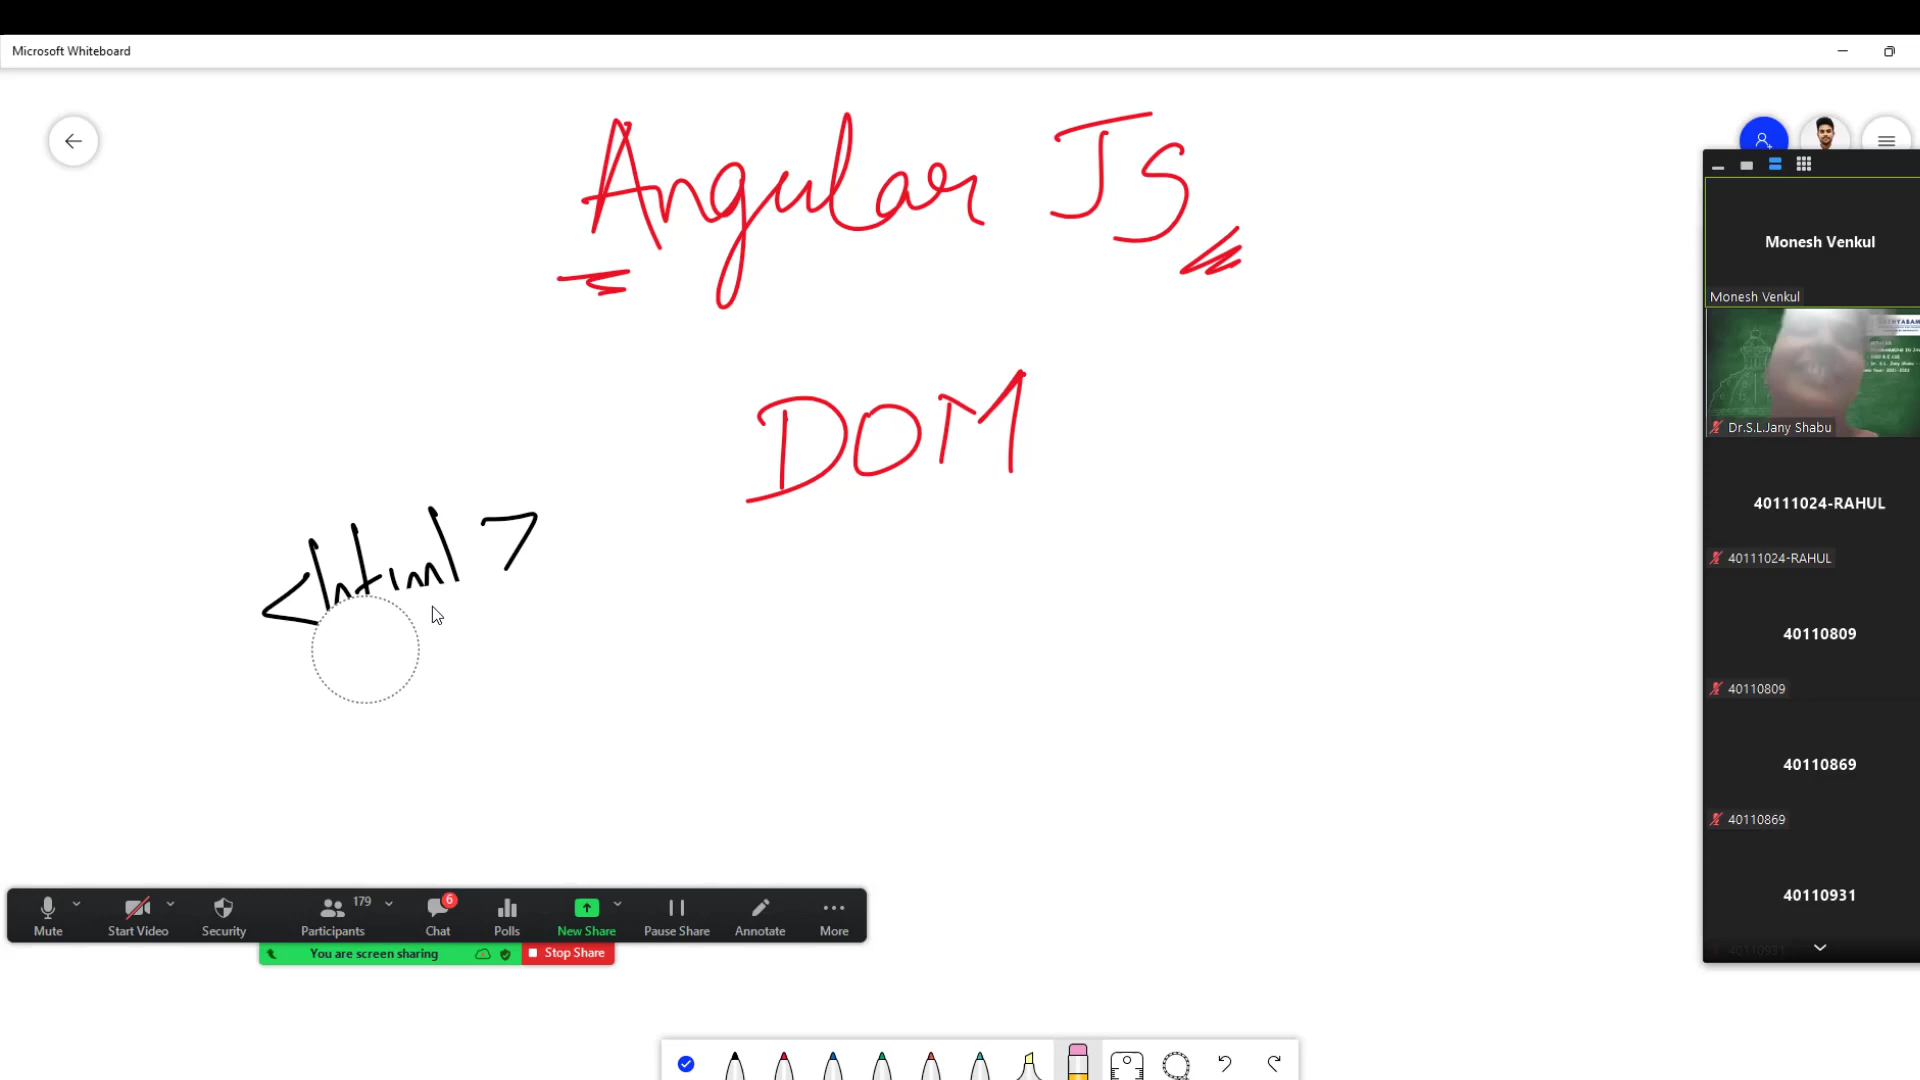 Microsoft Whiteboard
Angular JS
DOM
<html>
Monesh Venkul
Monesh Venkul
Dr.S.L.Jany Shabu
40111024-RAHUL
40111024-RAHUL
40110809
40110809
40110869
40110869
40110931
40110931
Mute
Start Video
Security
Participants
179
Chat
6
Polls
New Share
Pause Share
Annotate
More
You are screen sharing
Stop Share